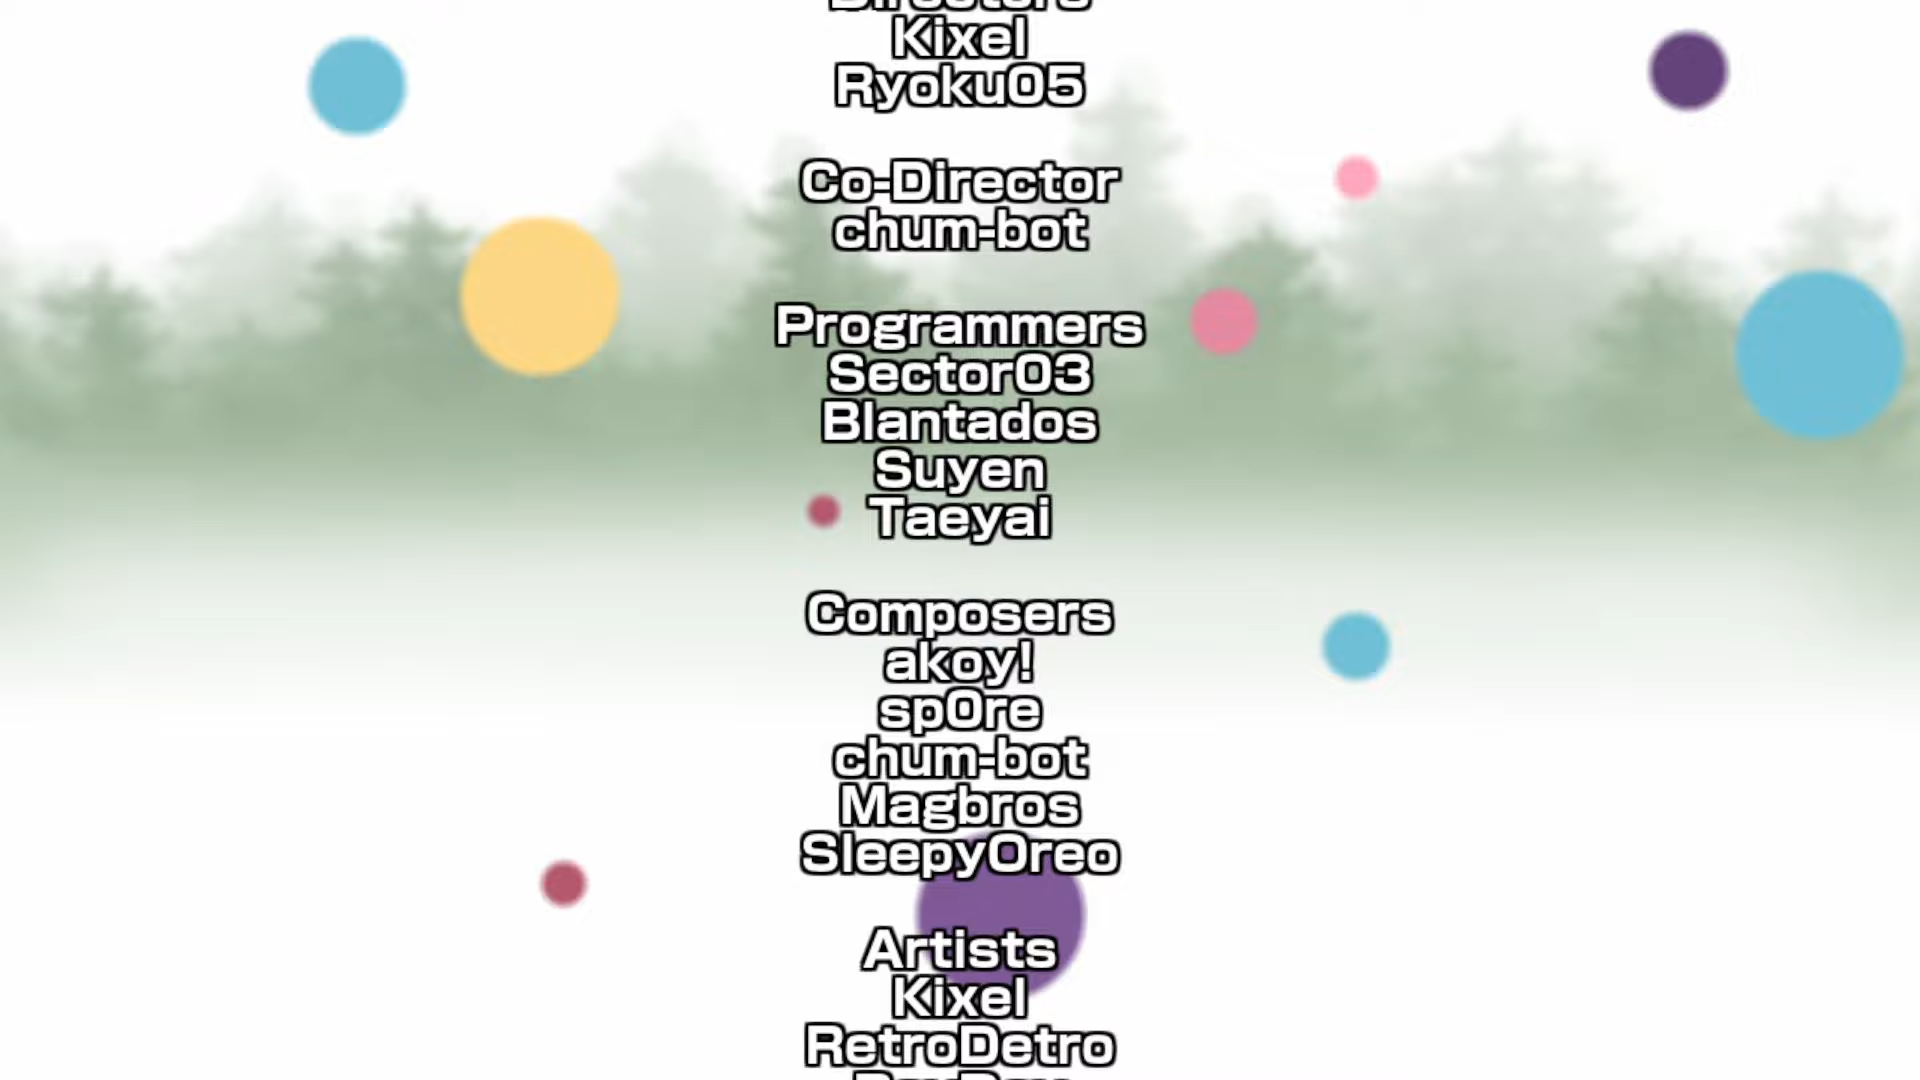 Directors
Kixel
Ryoku05
Co-Director
chum-bot
Programmers
Sector03
Blantados
Suyen
Taeyai
Composers
akoy!
sp0re
chum-bot
Magbros
SleepyOreo
Artists
Kixel
RetroDetro